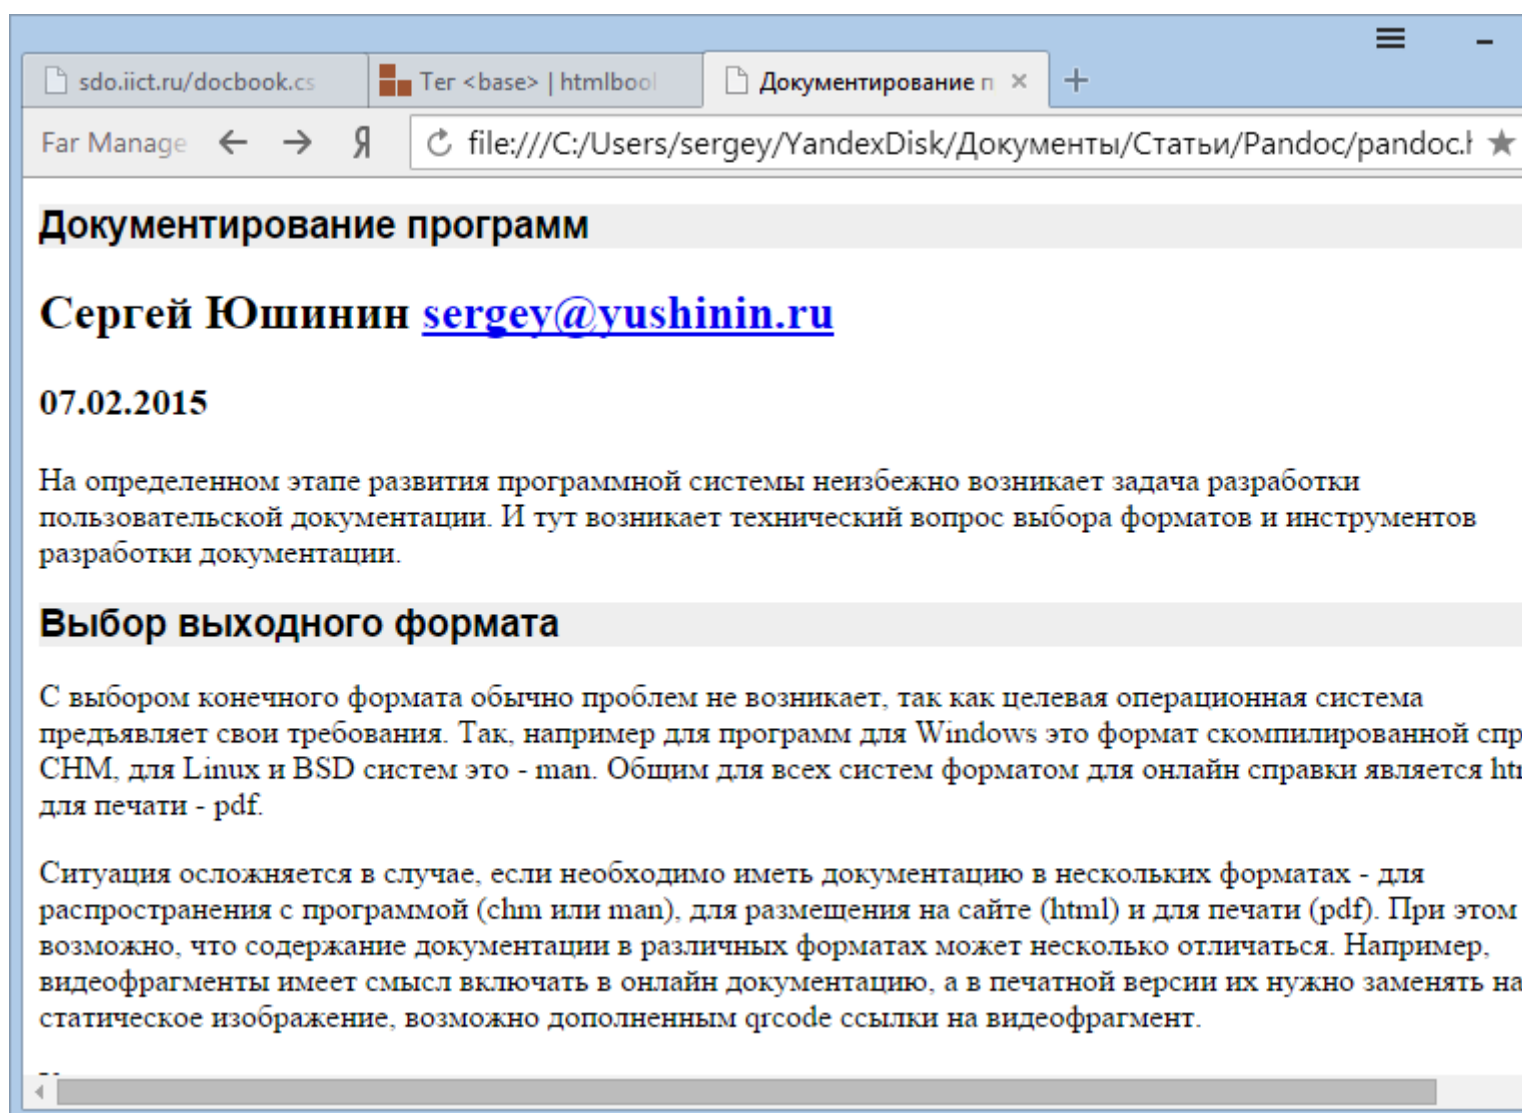 sdo.iict.ru/docbook.cs
Тег <base> | htmlbool
Документирование п
Far Manage
Я
file:///C:/Users/sergey/YandexDisk/Документы/Статьи/Pandoc/pandoc.h
Документирование программ
Сергей Юшинин sergey@yushinin.ru
07.02.2015
На определенном этапе развития программной системы неизбежно возникает задача разработки
пользовательской документации. И тут возникает технический вопрос выбора форматов и инструментов
разработки документации.
Выбор выходного формата
С выбором конечного формата обычно проблем не возникает, так как целевая операционная система
предъявляет свои требования. Так, например для программ для Windows это формат скомпилированной спр
CHM, для Linux и BSD систем это - man. Общим для всех систем форматом для онлайн справки является htm
для печати - pdf.
Ситуация осложняется в случае, если необходимо иметь документацию в нескольких форматах - для
распространения с программой (chm или man), для размещения на сайте (html) и для печати (pdf). При этом
возможно, что содержание документации в различных форматах может несколько отличаться. Например,
видеофрагменты имеет смысл включать в онлайн документацию, а в печатной версии их нужно заменять на
статическое изображение, возможно дополненным qrcode ссылки на видеофрагмент.